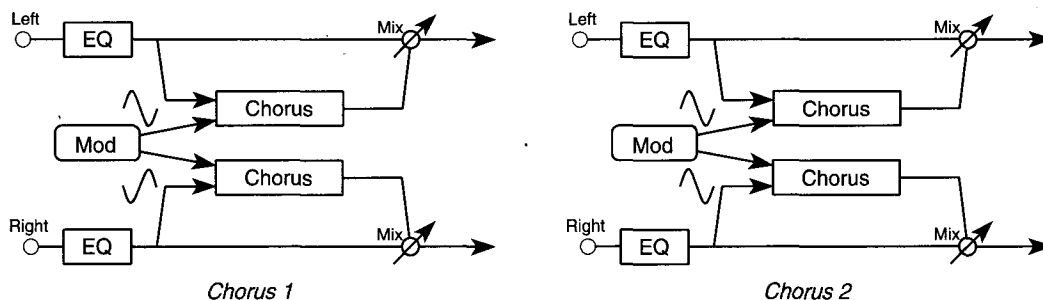 Left
EQ
Mix
Chorus
Mod
Chorus
Right
EQ
Mix
Chorus 1
Left
EQ
Mix
Chorus
Mod
Chorus
Right
EQ
Mix
Chorus 2